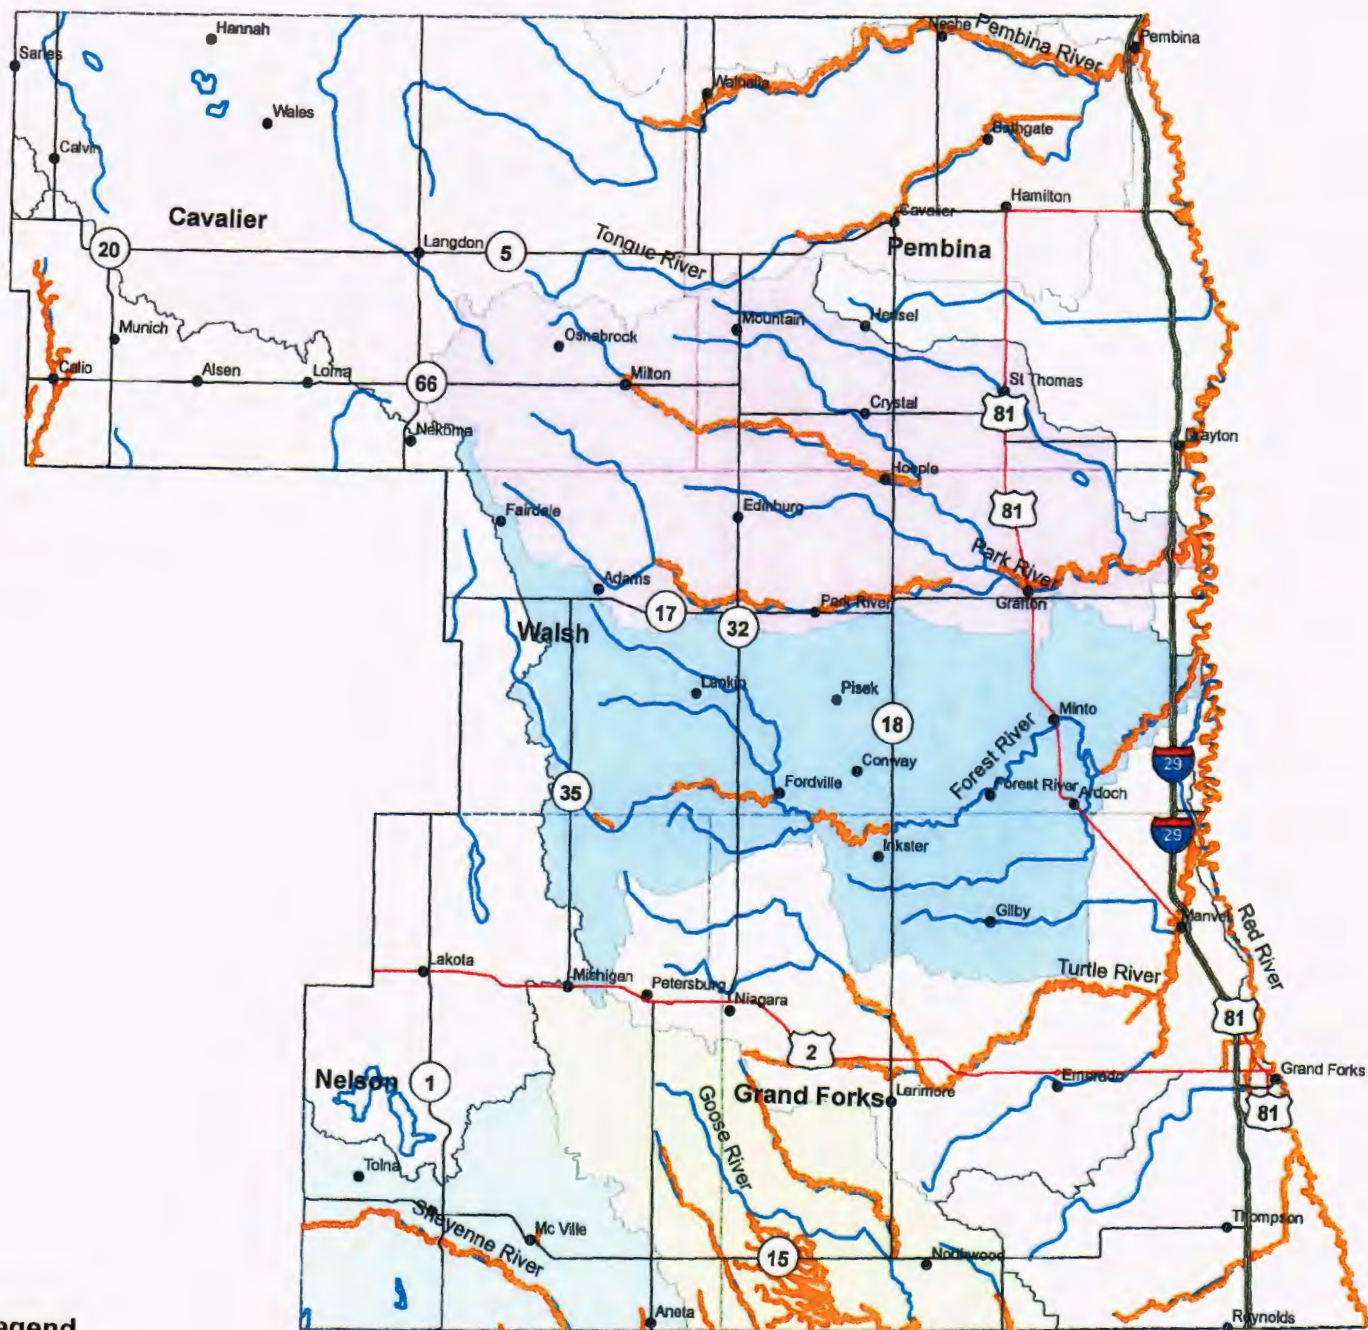 Hannah
Neche
Pembina River
Pembina
Sarles
Walhalla
Wales
Bathgate
Calvin
Hamilton
Cavalier
Cavalier
Pembina
20
Langdon
5
Tongue River
Munich
Osnabrock
Mountain
Hensel
Calio
Alsen
Loma
66
Milton
St Thomas
81
Crystal
Nekoma
Drayton
Hoople
Fairdale
Edinburg
81
Park River
Adams
Grafton
Park River
17
32
Walsh
Lankin
Pisek
18
Minto
Forest River
29
Conway
35
Fordville
Forest River
Ardoch
29
Inkster
Gilby
Manvel
Red River
Lakota
Michigan
Turtle River
Petersburg
Niagara
81
2
Nelson
1
Grand Forks
Larimore
Emerado
Grand Forks
81
Goose River
Tolna
Sheyenne River
Mc Ville
Thompson
15
Northwood
Aneta
Reynolds